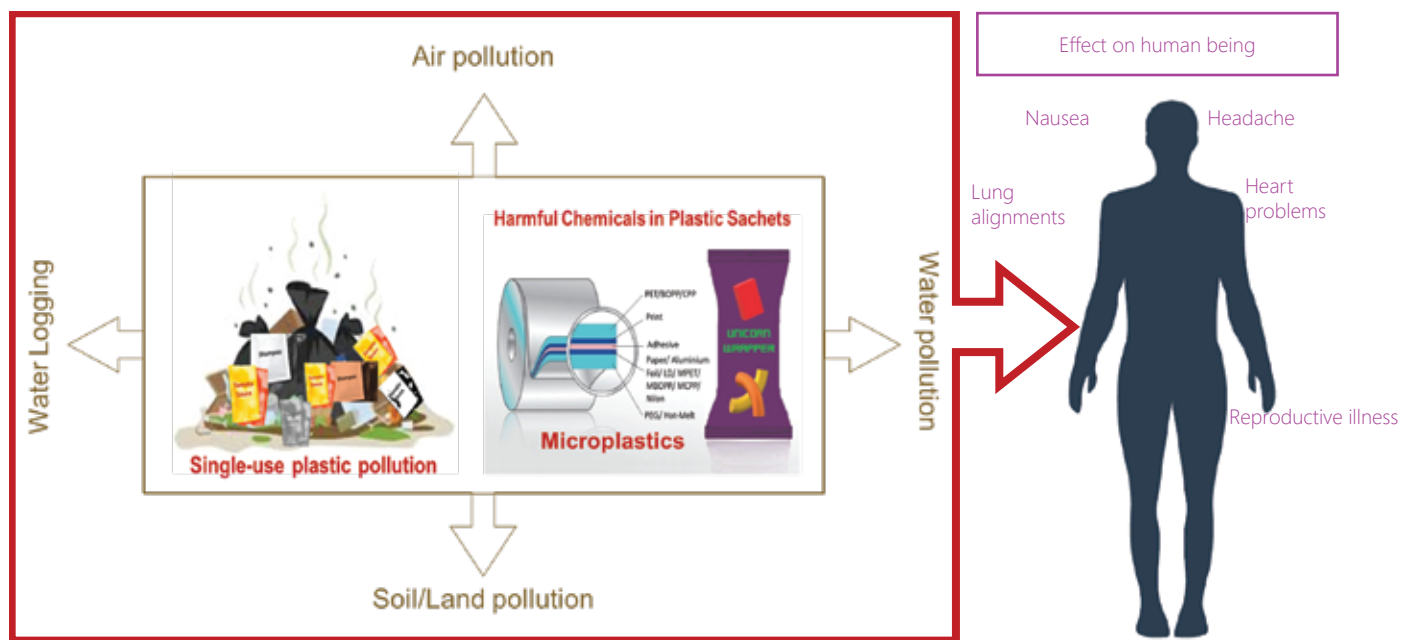 Air pollution
Water Logging
Single-use plastic pollution
Harmful Chemicals in Plastic Sachets
PET/BOPP/CPP
Print
Adhesive
Paper/ Aluminium
Foil/ LD/ MPET/
MBOPP/ MCPP/
Nilon
PEG/ Hot-Melt
UNICORN
WRAPPER
Microplastics
Water pollution
Soil/Land pollution
Effect on human being
Nausea
Headache
Lung
alignments
Heart
problems
Reproductive illness